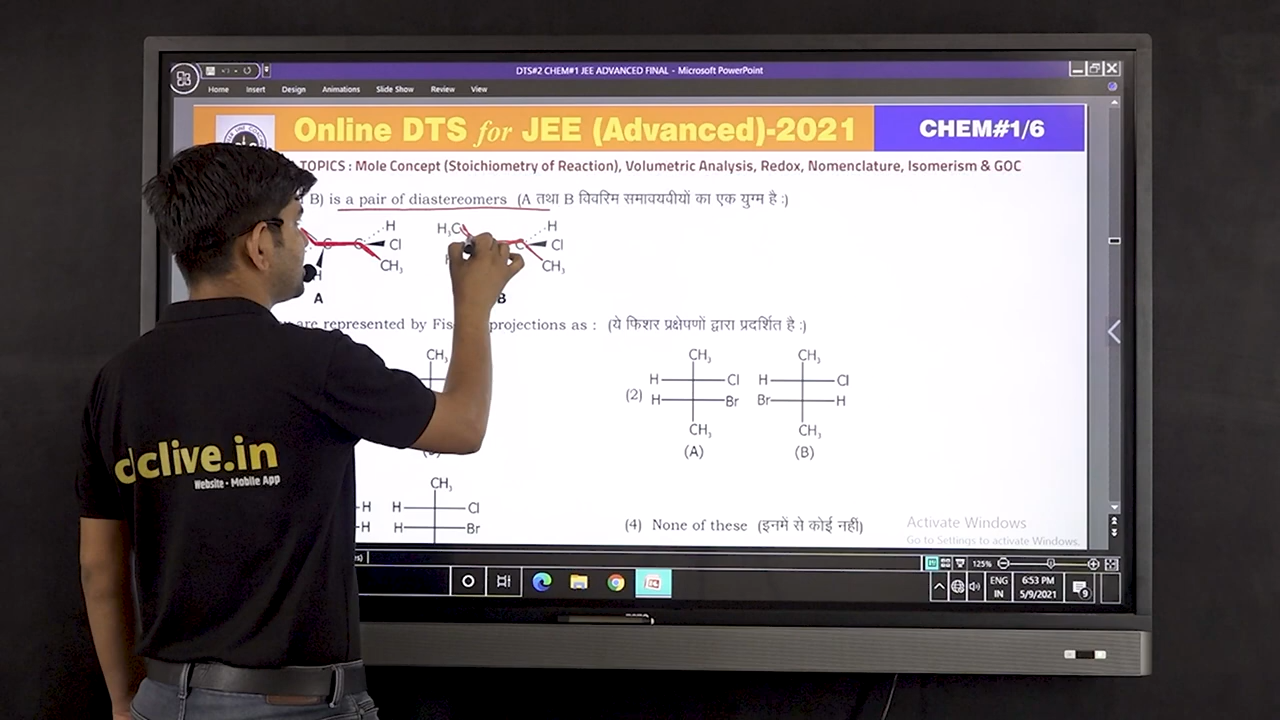 DTS#2 CHEM#1 JEE ADVANCED FINAL - Microsoft PowerPoint
Home Insert Design Animations Slide Show Review View
Online DTS for JEE (Advanced)-2021 CHEM#1/6
TOPICS : Mole Concept (Stoichiometry of Reaction), Volumetric Analysis, Redox, Nomenclature, Isomerism & GOC
B) is a pair of diastereomers (A तथा B विवरिम समावयवीयों का एक युग्म है :)
H H₃C H
C C Cl C Cl
H CH₃ CH₃
A B
are represented by projections as : (ये फिशर प्रक्षेपणों द्वारा प्रदर्शित है :)
CH₃ CH₃ CH₃
H Cl H Cl
(2) H Br Br H
CH₃ CH₃
(A) (B)
CH₃
H H Cl
H H Br
(4) None of these (इनमें से कोई नहीं)
Activate Windows
Go to Settings to activate Windows.
125%
ENG
IN
6:53 PM
5/9/2021
9
clive.in
Website - Mobile App